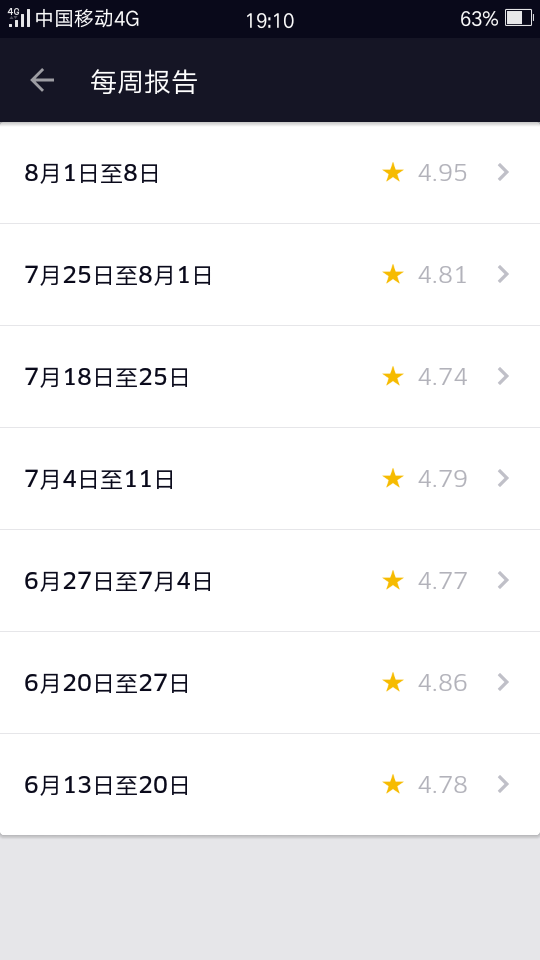 4G 中国移动4G 19:10 63%
每周报告
8月1日至8日 ★ 4.95
7月25日至8月1日 ★ 4.81
7月18日至25日 ★ 4.74
7月4日至11日 ★ 4.79
6月27日至7月4日 ★ 4.77
6月20日至27日 ★ 4.86
6月13日至20日 ★ 4.78